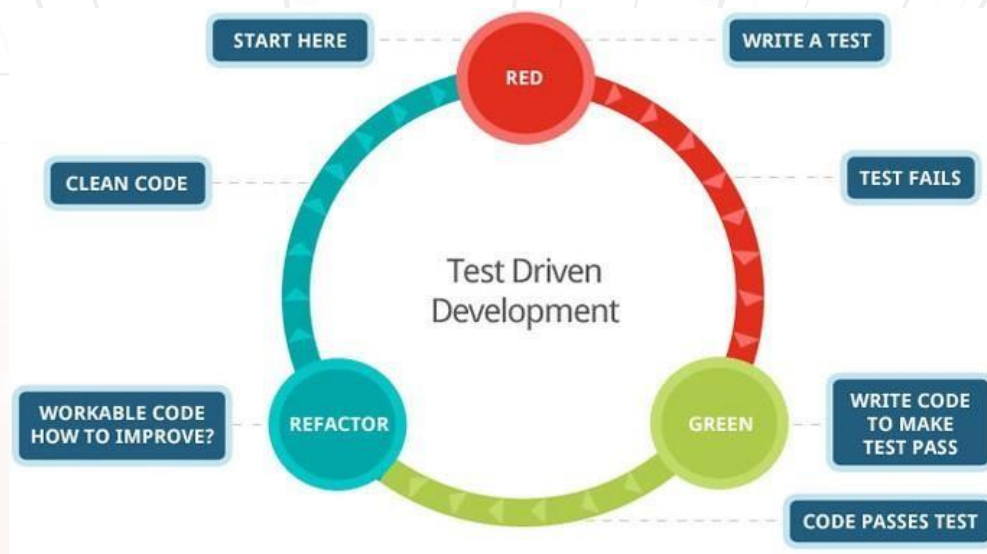 START HERE
RED
WRITE A TEST
CLEAN CODE
TEST FAILS
Test Driven
Development
WORKABLE CODE
HOW TO IMPROVE?
REFACTOR
GREEN
WRITE CODE
TO MAKE
TEST PASS
CODE PASSES TEST